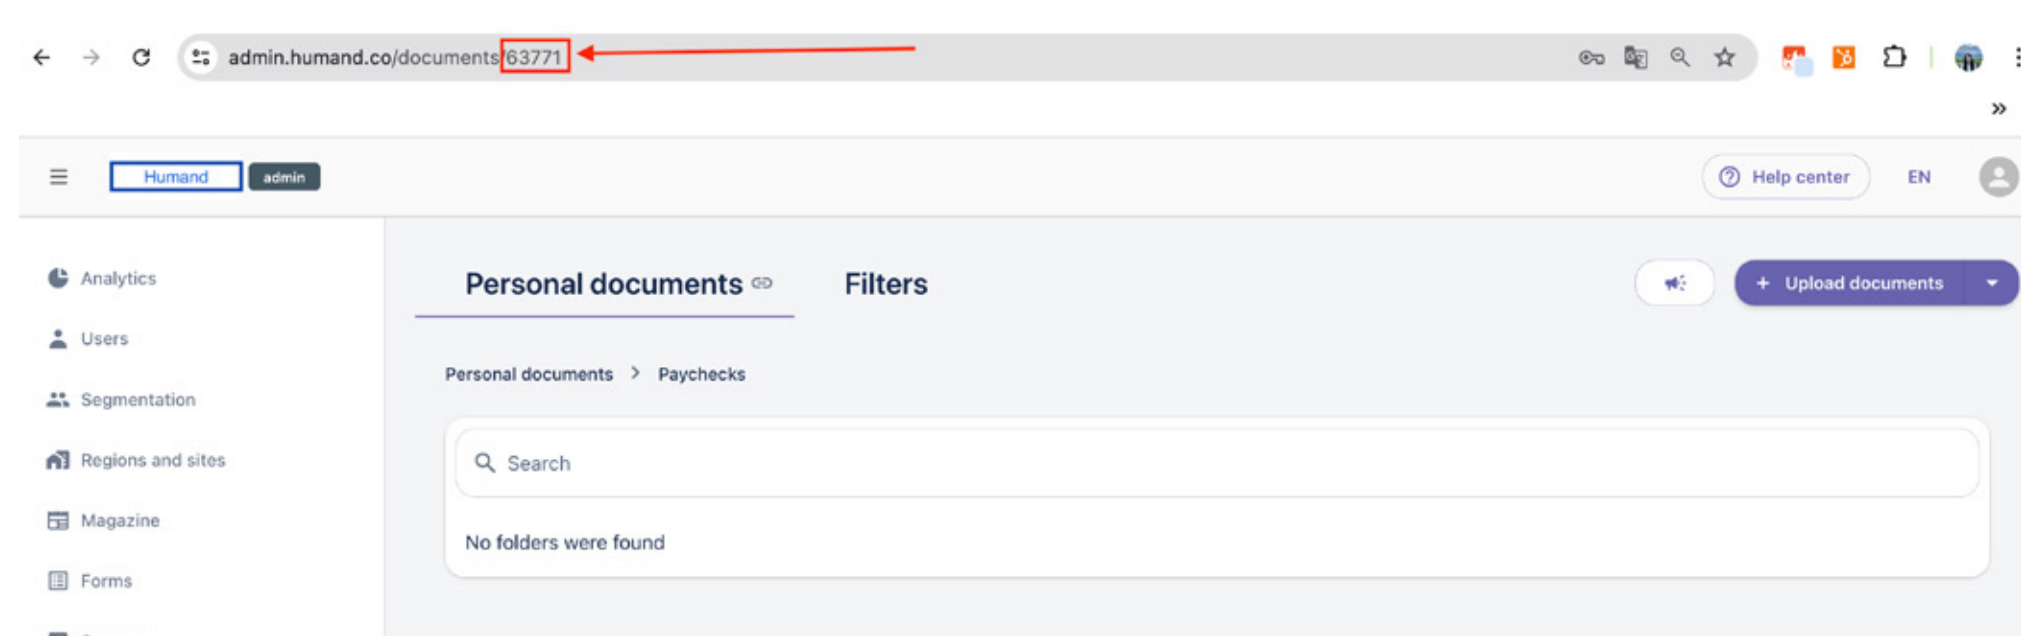 admin.humand.co/documents/63771
Humand admin
Help center EN
Analytics
Users
Segmentation
Regions and sites
Magazine
Forms
Personal documents Filters
+ Upload documents
Personal documents > Paychecks
Search
No folders were found